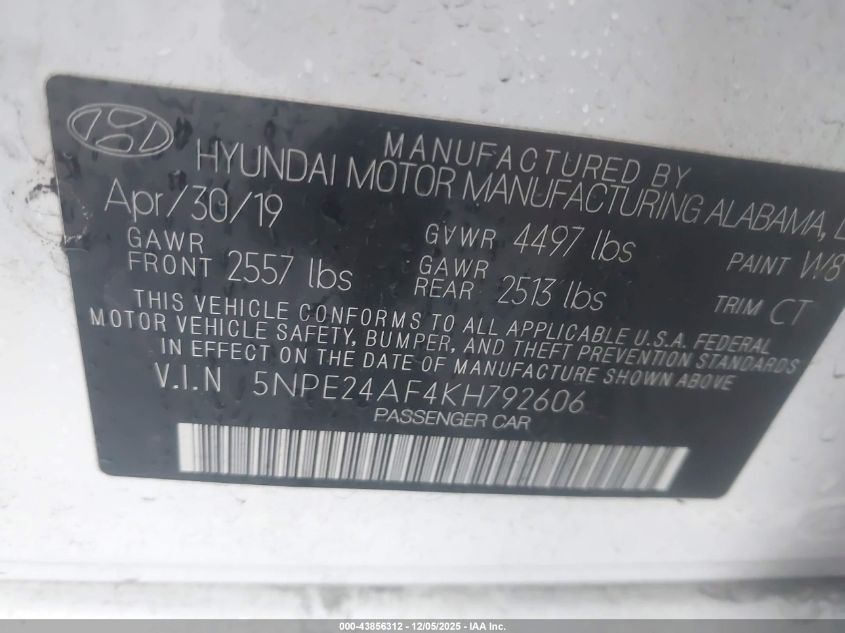 MANUFACTURED BY
HYUNDAI MOTOR MANUFACTURING ALABAMA,
Apr/30/19
GVWR 4497 lbs
PAINT W8
GAWR FRONT 2557 lbs
GAWR REAR 2513 lbs
TRIM CT
THIS VEHICLE CONFORMS TO ALL APPLICABLE U.S.A. FEDERAL
MOTOR VEHICLE SAFETY, BUMPER, AND THEFT PREVENTION STANDARDS
IN EFFECT ON THE DATE OF MANUFACTURE SHOWN ABOVE
V.I.N 5NPE24AF4KH792606
PASSENGER CAR
000-43856312 - 12/05/2025 - IAA Inc.